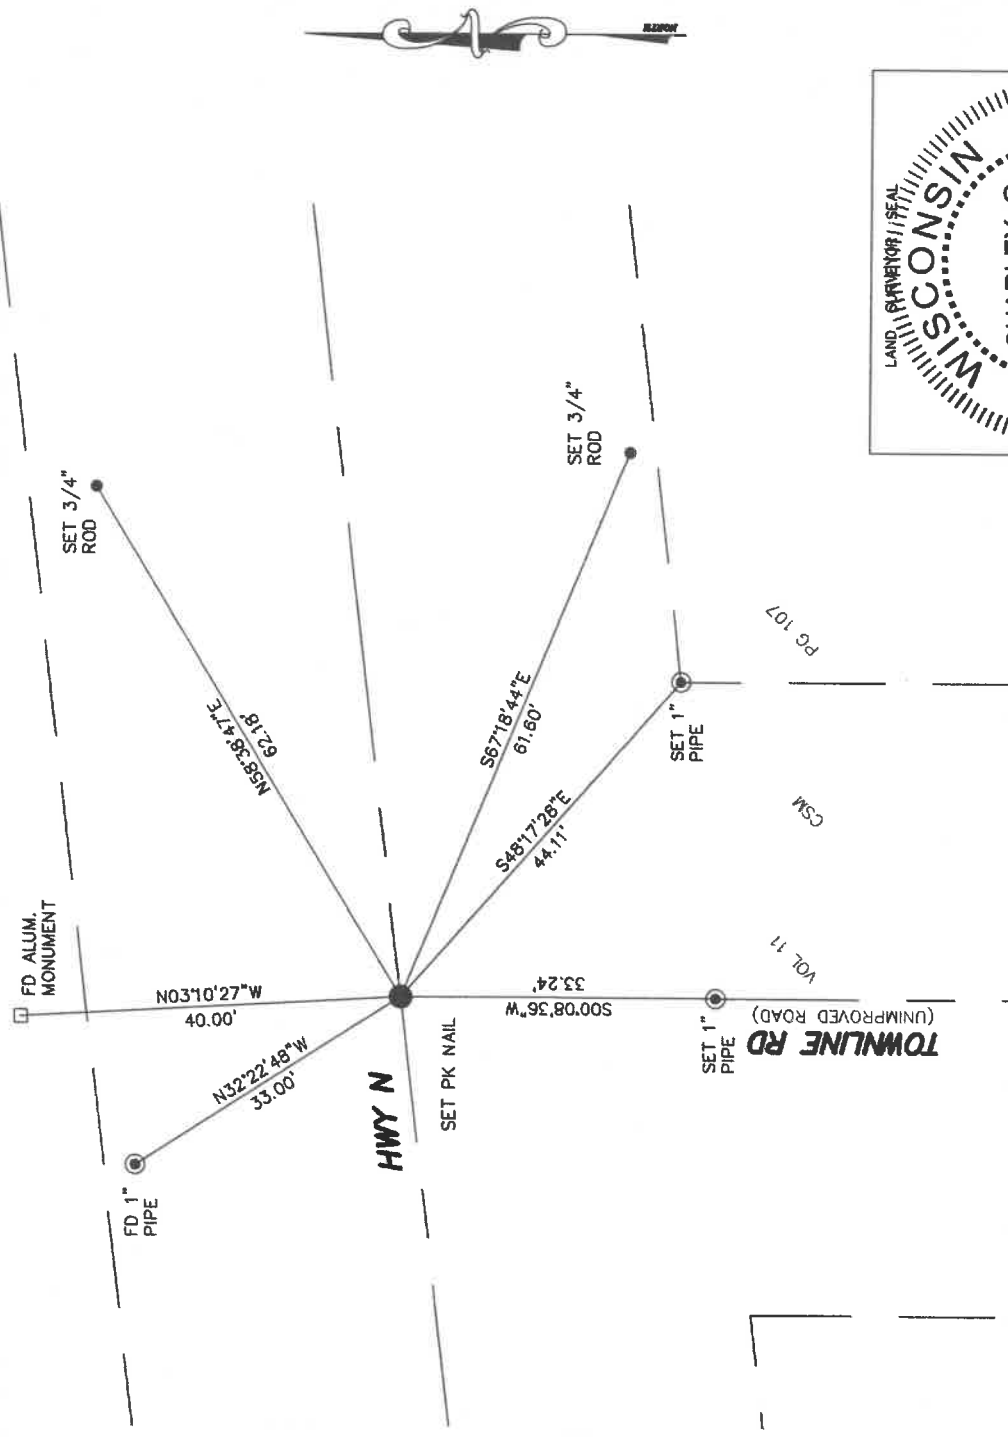 NORTH
LAND SURVEYOR SEAL
WISCONSIN
SET 3/4"
ROD
SET 3/4"
ROD
N58°38'47"E
62.18'
S67°18'44"E
61.60'
PG 107
SET 1"
PIPE
S48°17'28"E
44.11'
CSM
FD ALUM.
MONUMENT
N03°10'27"W
40.00'
S00°08'36"W
33.24'
VOL 11
N32°22'48"W
33.00'
HWY N
SET PK NAIL
SET 1"
PIPE
TOWNLINE RD
(UNIMPROVED ROAD)
FD 1"
PIPE